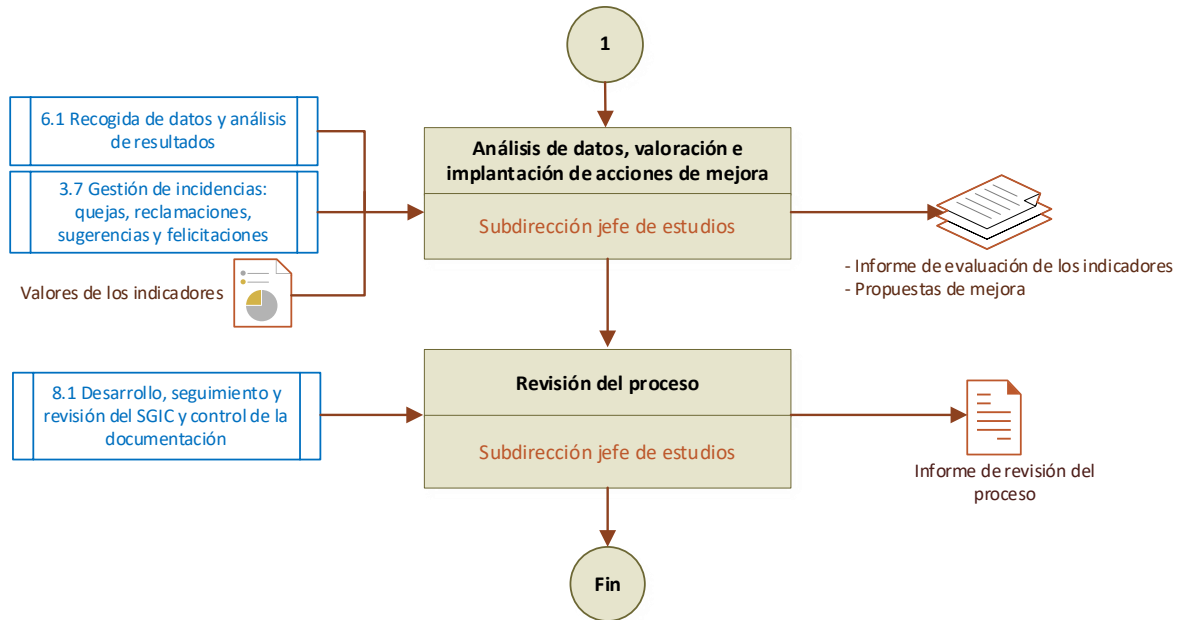 1
6.1 Recogida de datos y análisis
de resultados
3.7 Gestión de incidencias:
quejas, reclamaciones,
sugerencias y felicitaciones
Valores de los indicadores
Análisis de datos, valoración e
implantación de acciones de mejora
Subdirección jefe de estudios
- Informe de evaluación de los indicadores
- Propuestas de mejora
8.1 Desarrollo, seguimiento y
revisión del SGIC y control de la
documentación
Revisión del proceso
Subdirección jefe de estudios
Informe de revisión del
proceso
Fin